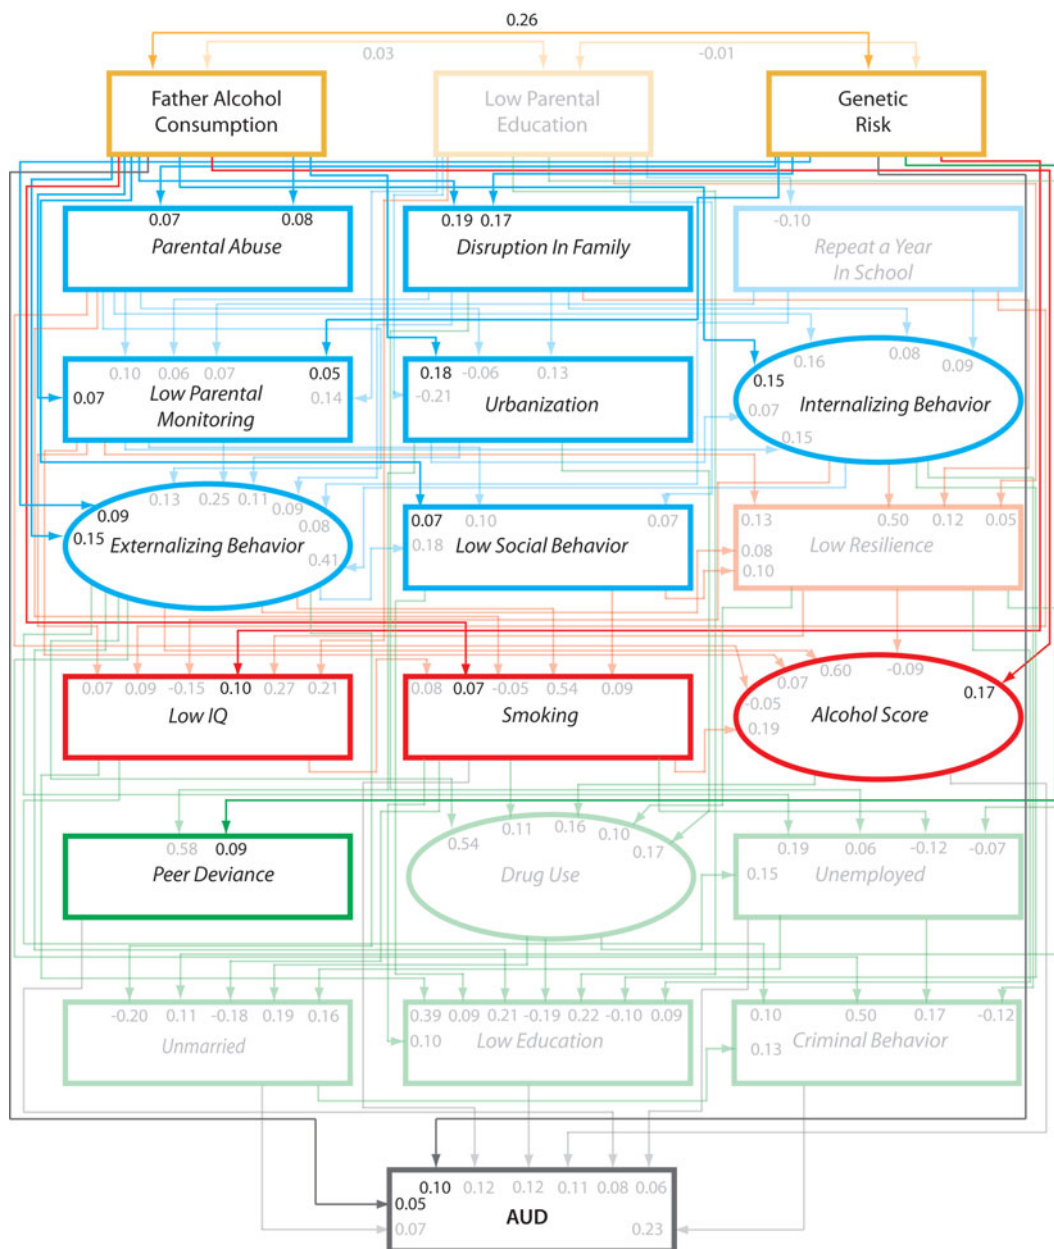 0.26
0.03
-0.01
Father Alcohol
Consumption
Low Parental
Education
Genetic
Risk
0.07 0.08
Parental Abuse
0.19 0.17
Disruption In Family
-0.10
Repeat a Year
In School
0.10 0.06 0.07 0.05
0.07 0.14
Low Parental
Monitoring
0.18 -0.06 0.13
-0.21
Urbanization
0.16 0.08 0.09
0.15
0.07
0.15
Internalizing Behavior
0.13 0.25 0.11 0.09 0.08
0.09
0.15
0.41
Externalizing Behavior
0.07 0.10 0.07
0.18
Low Social Behavior
0.13 0.50 0.12 0.05
Low Resilience
0.08
0.10
0.07 0.09 -0.15 0.10 0.27 0.21
Low IQ
0.08 0.07 -0.05 0.54 0.09
Smoking
-0.05 0.07 0.60 -0.09 0.17
0.19
Alcohol Score
0.58 0.09
Peer Deviance
0.54 0.11 0.16 0.10 0.17
Drug Use
0.19 0.06 -0.12 -0.07
0.15
Unemployed
-0.20 0.11 -0.18 0.19 0.16
Unmarried
0.39 0.09 0.21 -0.19 0.22 -0.10 0.09
0.10
Low Education
0.10 0.50 0.17 -0.12
Criminal Behavior
0.13
0.10 0.12 0.12 0.11 0.08 0.06
0.05
AUD
0.07 0.23